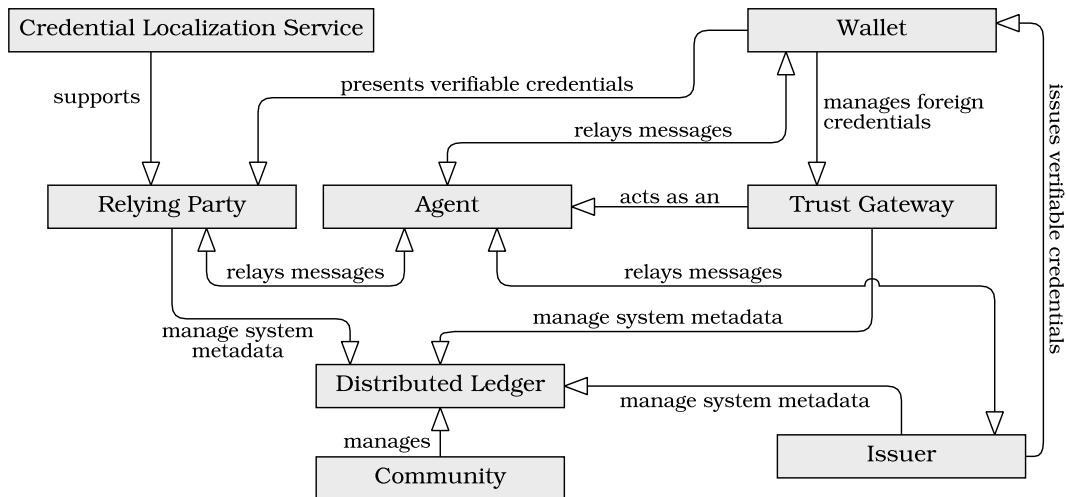 Credential Localization Service
Wallet
supports
presents verifiable credentials
manages foreign
credentials
relays messages
issues verifiable credentials
Relying Party
Agent
acts as an
Trust Gateway
relays messages
relays messages
manage system
metadata
manage system metadata
Distributed Ledger
manage system metadata
manages
Issuer
Community